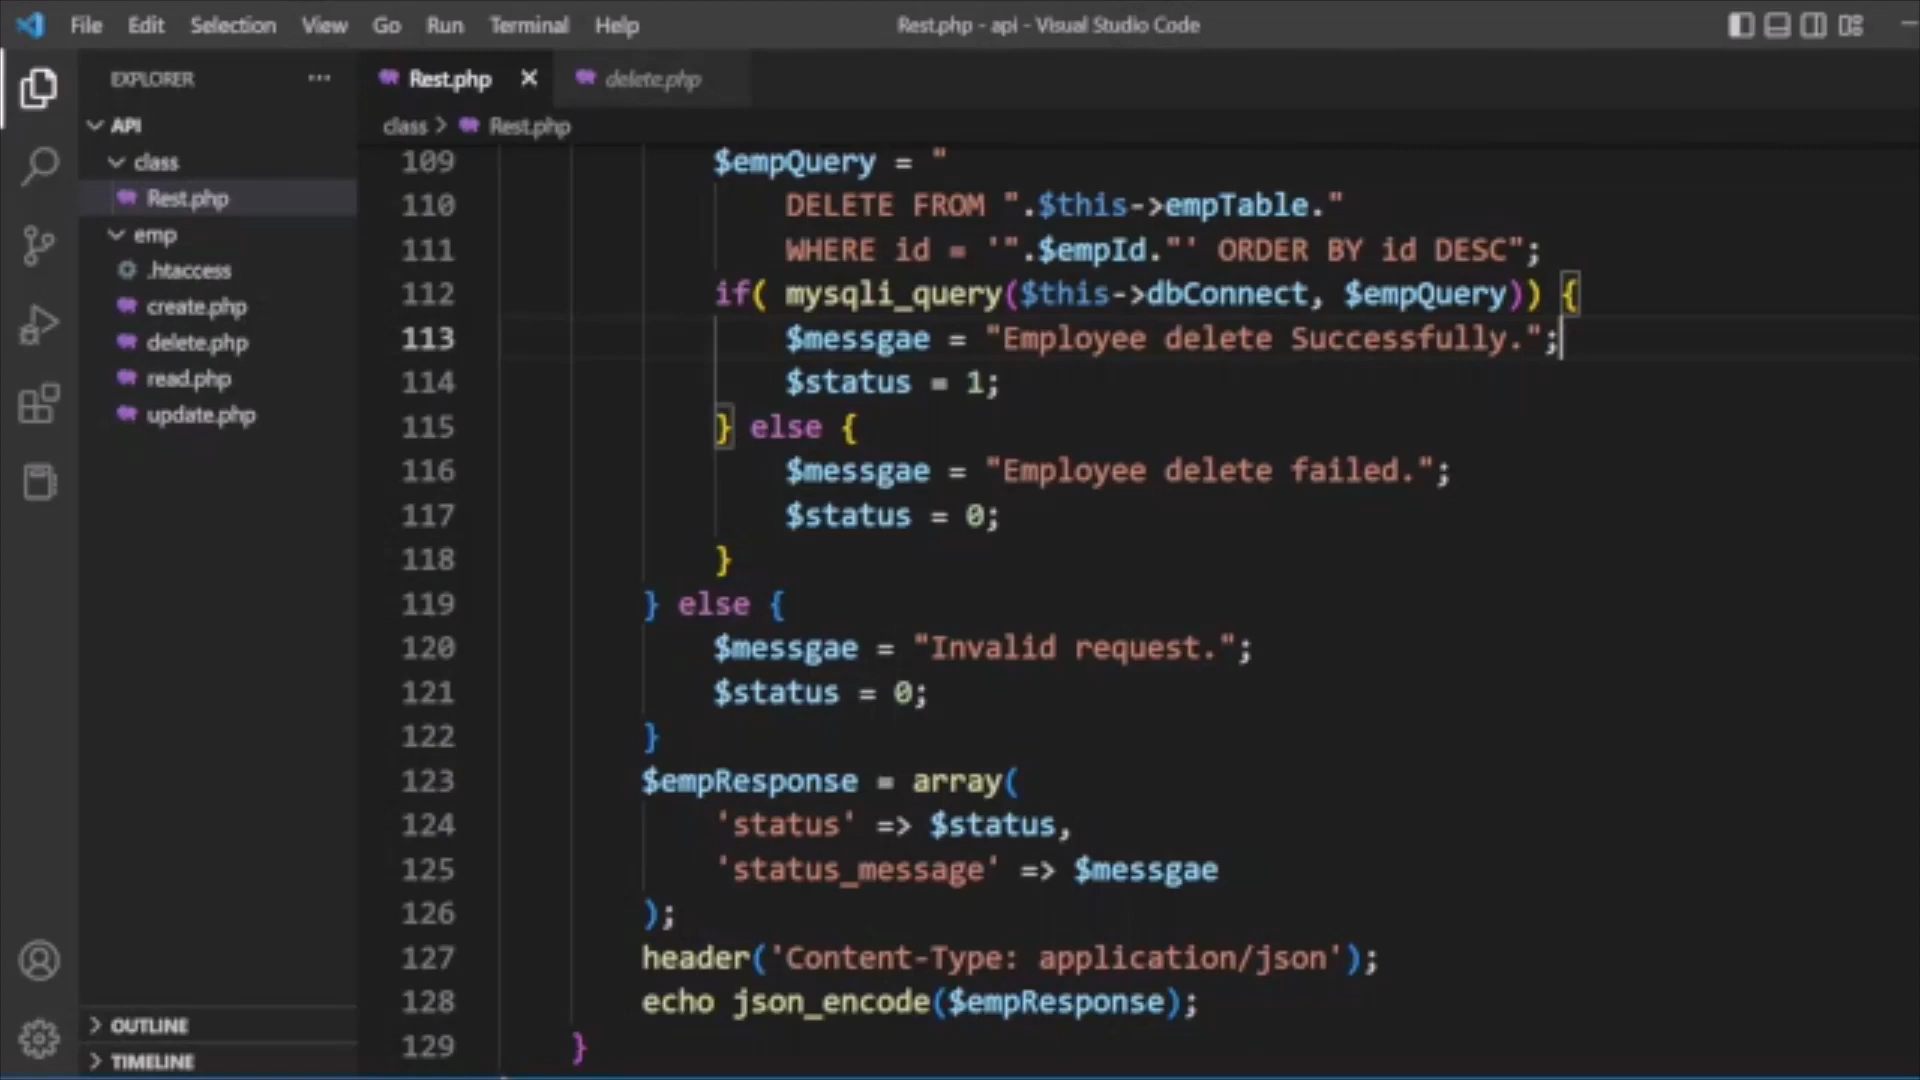 File Edit Selection View Go Run Terminal Help
Rest.php - api - Visual Studio Code
EXPLORER ...
Rest.php
delete.php
API
class > Rest.php
class
Rest.php
emp
.htaccess
create.php
delete.php
read.php
update.php
OUTLINE
TIMELINE
109 $empQuery = "
110 DELETE FROM ".$this->empTable."
111 WHERE id = '".$empId."' ORDER BY id DESC";
112 if( mysqli_query($this->dbConnect, $empQuery)) {
113 $messgae = "Employee delete Successfully.";
114 $status = 1;
115 } else {
116 $messgae = "Employee delete failed.";
117 $status = 0;
118 }
119 } else {
120 $messgae = "Invalid request.";
121 $status = 0;
122 }
123 $empResponse = array(
124 'status' => $status,
125 'status_message' => $messgae
126 );
127 header('Content-Type: application/json');
128 echo json_encode($empResponse);
129 }